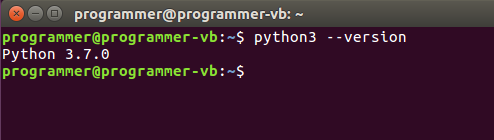 programmer@programmer-vb: ~
programmer@programmer-vb:~$ python3 --version
Python 3.7.0
programmer@programmer-vb:~$